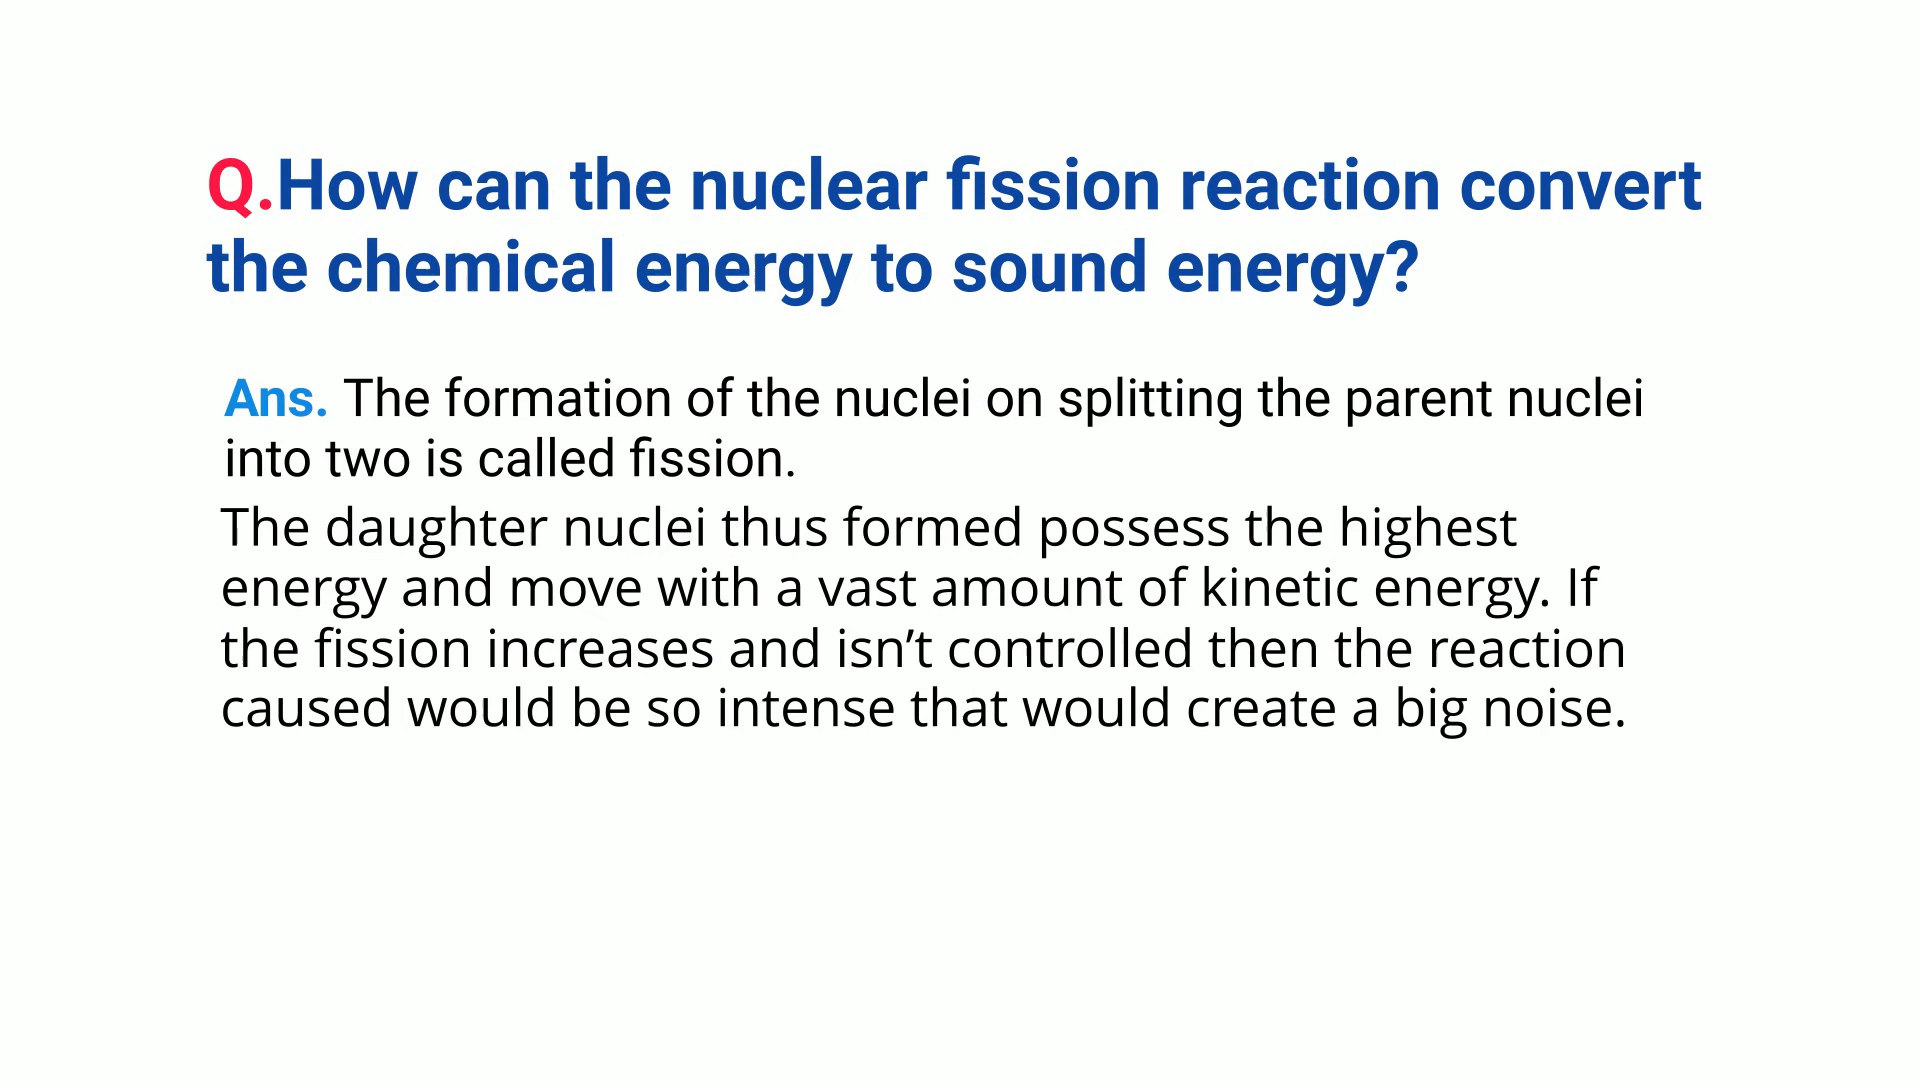 Q.How can the nuclear fission reaction convert
the chemical energy to sound energy?
Ans. The formation of the nuclei on splitting the parent nuclei
into two is called fission.
The daughter nuclei thus formed possess the highest
energy and move with a vast amount of kinetic energy. If
the fission increases and isn’t controlled then the reaction
caused would be so intense that would create a big noise.